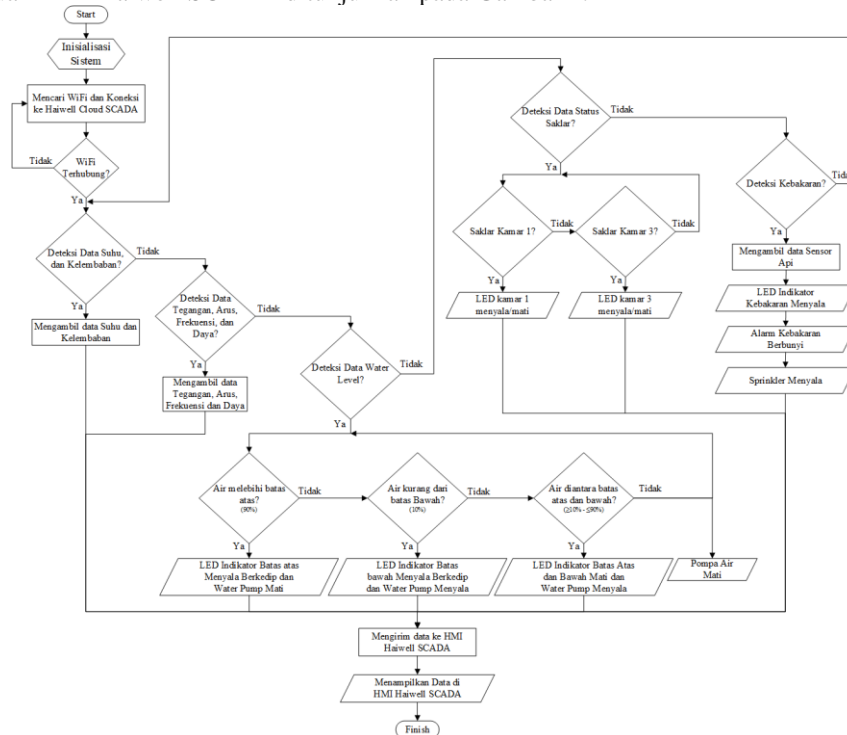 Start
Inisialisasi
Sistem
Mencari WiFi dan Koneksi
ke Haiwell Cloud SCADA
Tidak
WiFi
Terhubung?
Ya
Deteksi Data Suhu,
dan Kelembaban?
Tidak
Ya
Mengambil data Suhu dan
Kelembaban
Deteksi Data
Tegangan, Arus,
Frekuensi, dan
Daya?
Tidak
Ya
Mengambil data
Tegangan, Arus,
Frekuensi dan Daya
Deteksi Data Water
Level?
Tidak
Ya
Deteksi Data Status
Saklar?
Tidak
Ya
Saklar Kamar 1?
Tidak
Saklar Kamar 3?
Tidak
Ya
Ya
LED kamar 1
menyala/mati
LED kamar 3
menyala/mati
Deteksi Kebakaran?
Tidak
Ya
Mengambil data Sensor
Api
LED Indikator
Kebakaran Menyala
Alarm Kebakaran
Berbunyi
Sprinkler Menyala
Air melebihi batas
atas?
(90%)
Tidak
Air kurang dari
batas Bawah?
(10%)
Tidak
Air diantara batas
atas dan bawah?
(≥10% - ≤90%)
Tidak
Ya
Ya
Ya
LED Indikator Batas atas
Menyala Berkedip dan
Water Pump Mati
LED Indikator Batas
bawah Menyala Berkedip
dan Water Pump Menyala
LED Indikator Batas Atas
dan Bawah Mati dan
Water Pump Menyala
Pompa Air
Mati
Mengirim data ke HMI
Haiwell SCADA
Menampilkan Data di
HMI Haiwell SCADA
Finish